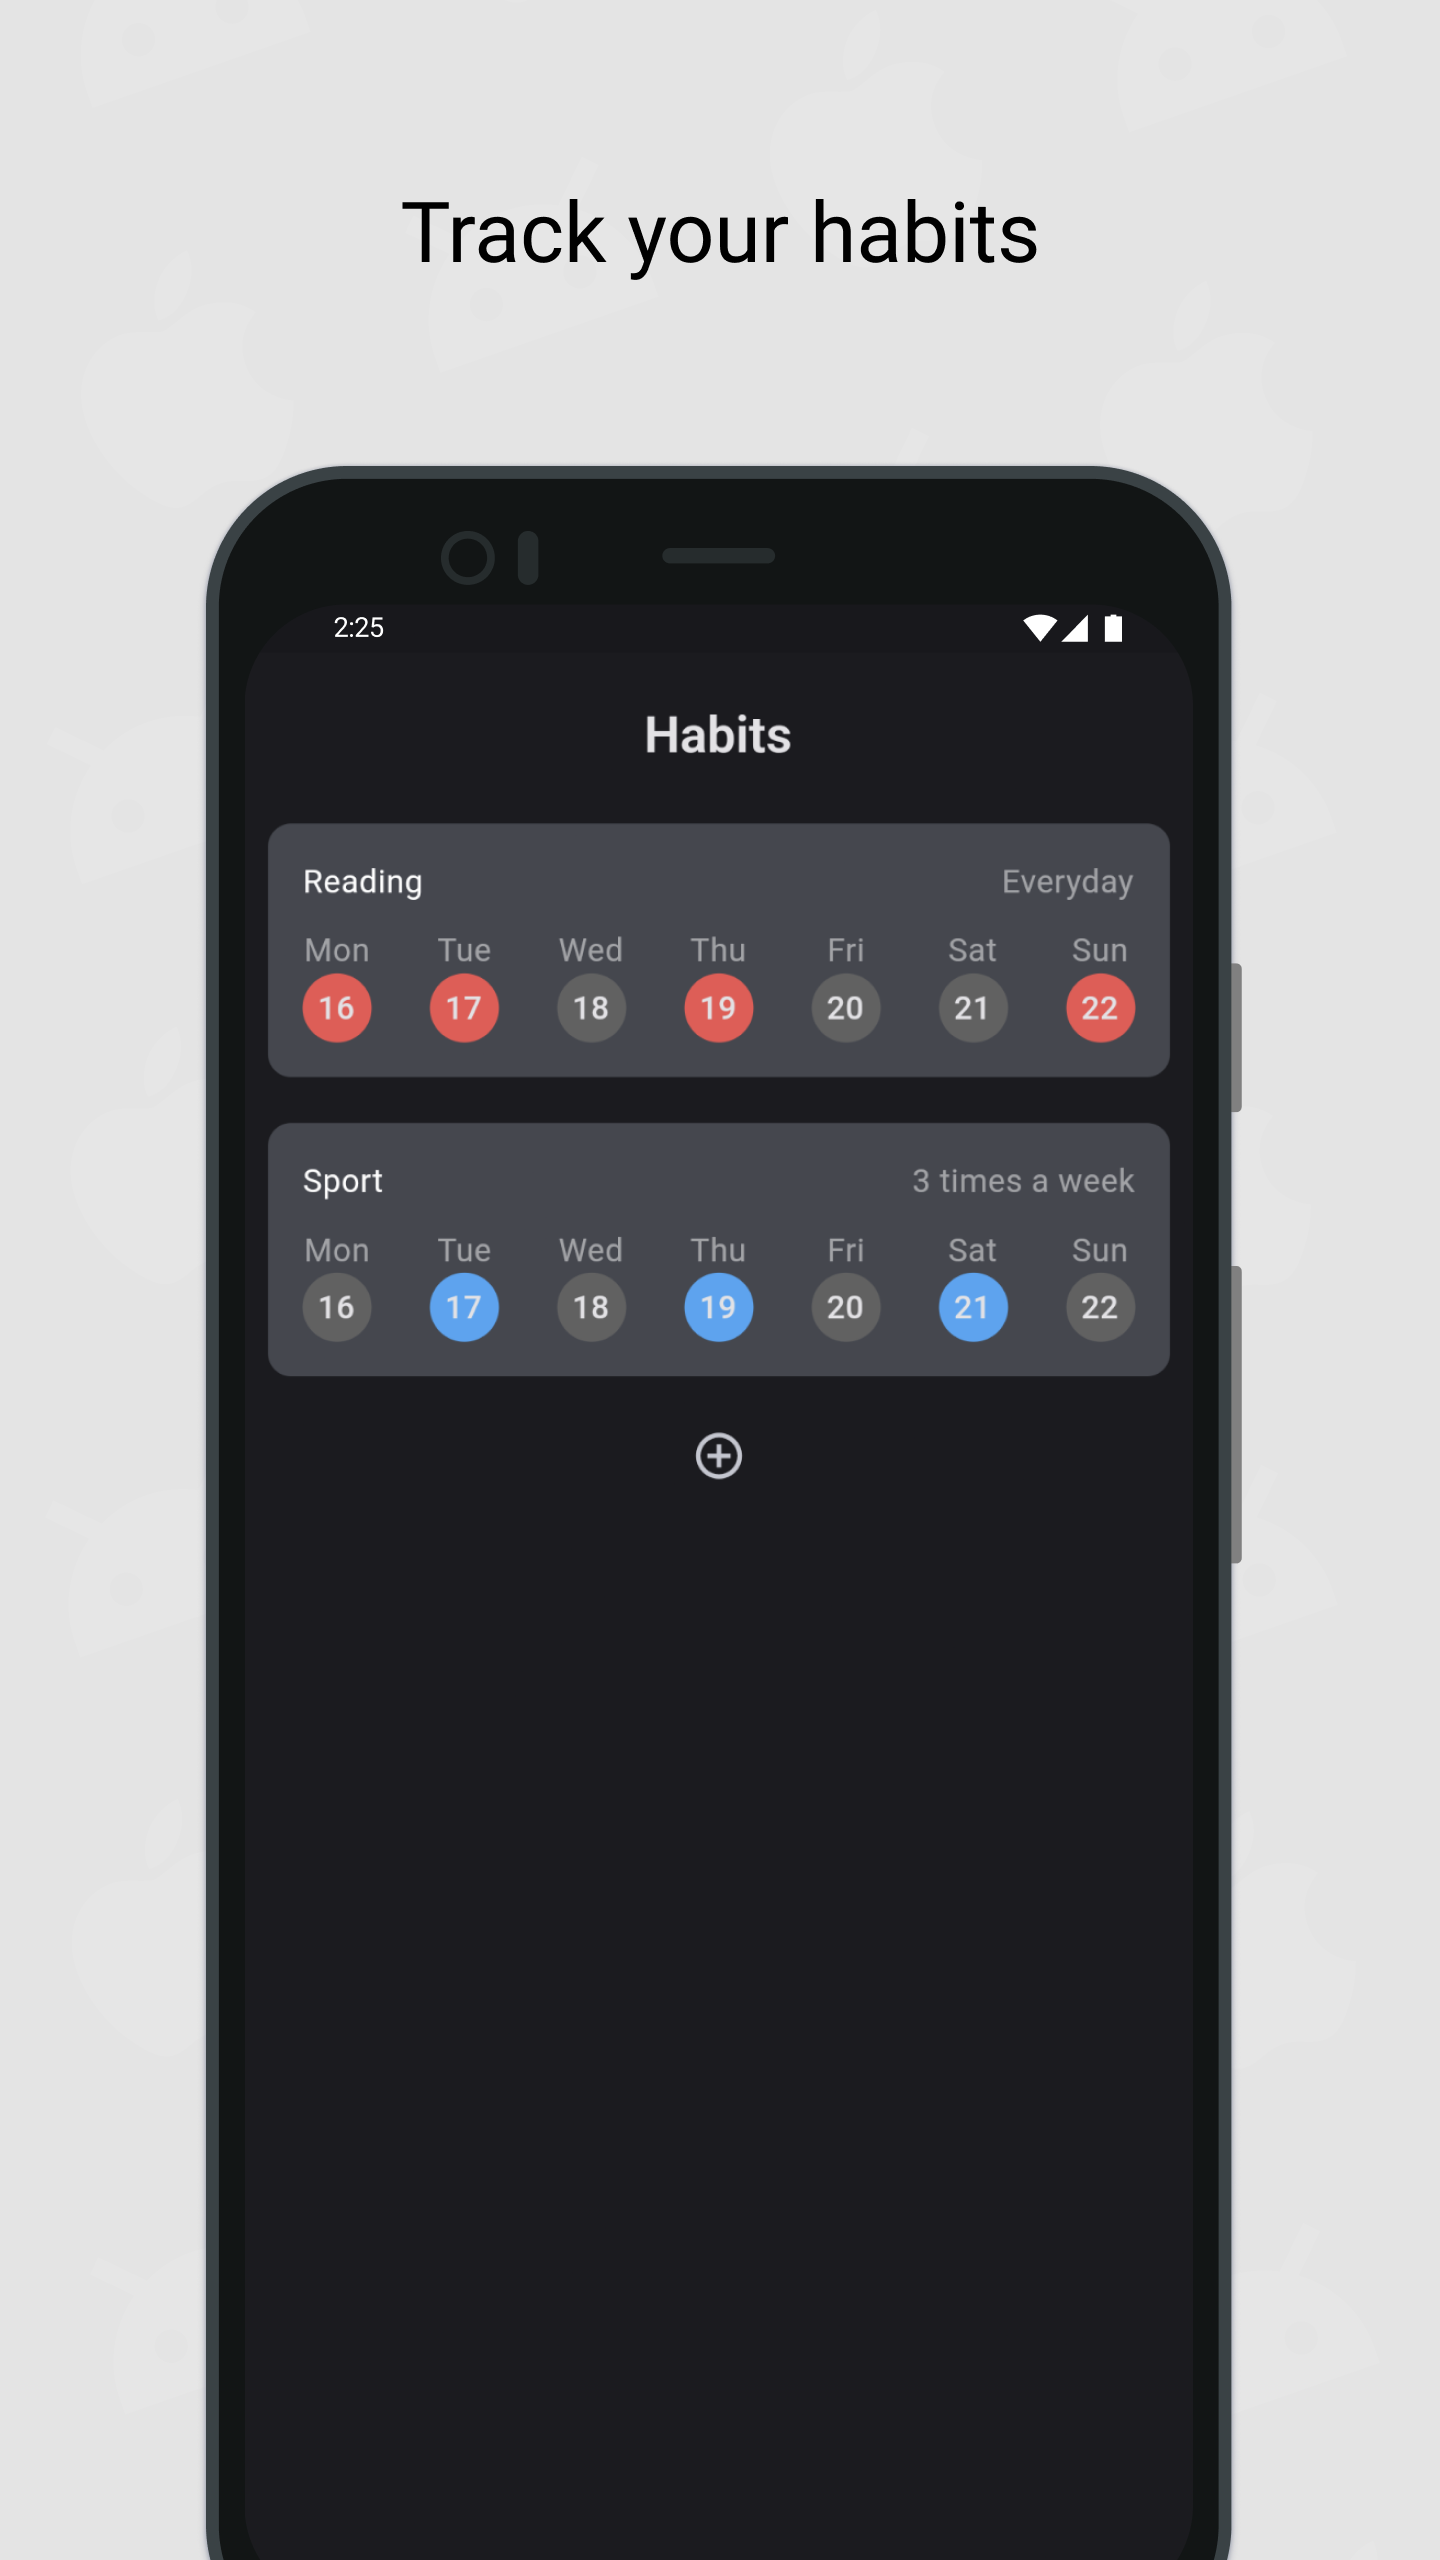 Track your habits
2:25
Habits
Reading Everyday
Mon Tue Wed Thu Fri Sat Sun
16 17 18 19 20 21 22
Sport 3 times a week
Mon Tue Wed Thu Fri Sat Sun
16 17 18 19 20 21 22